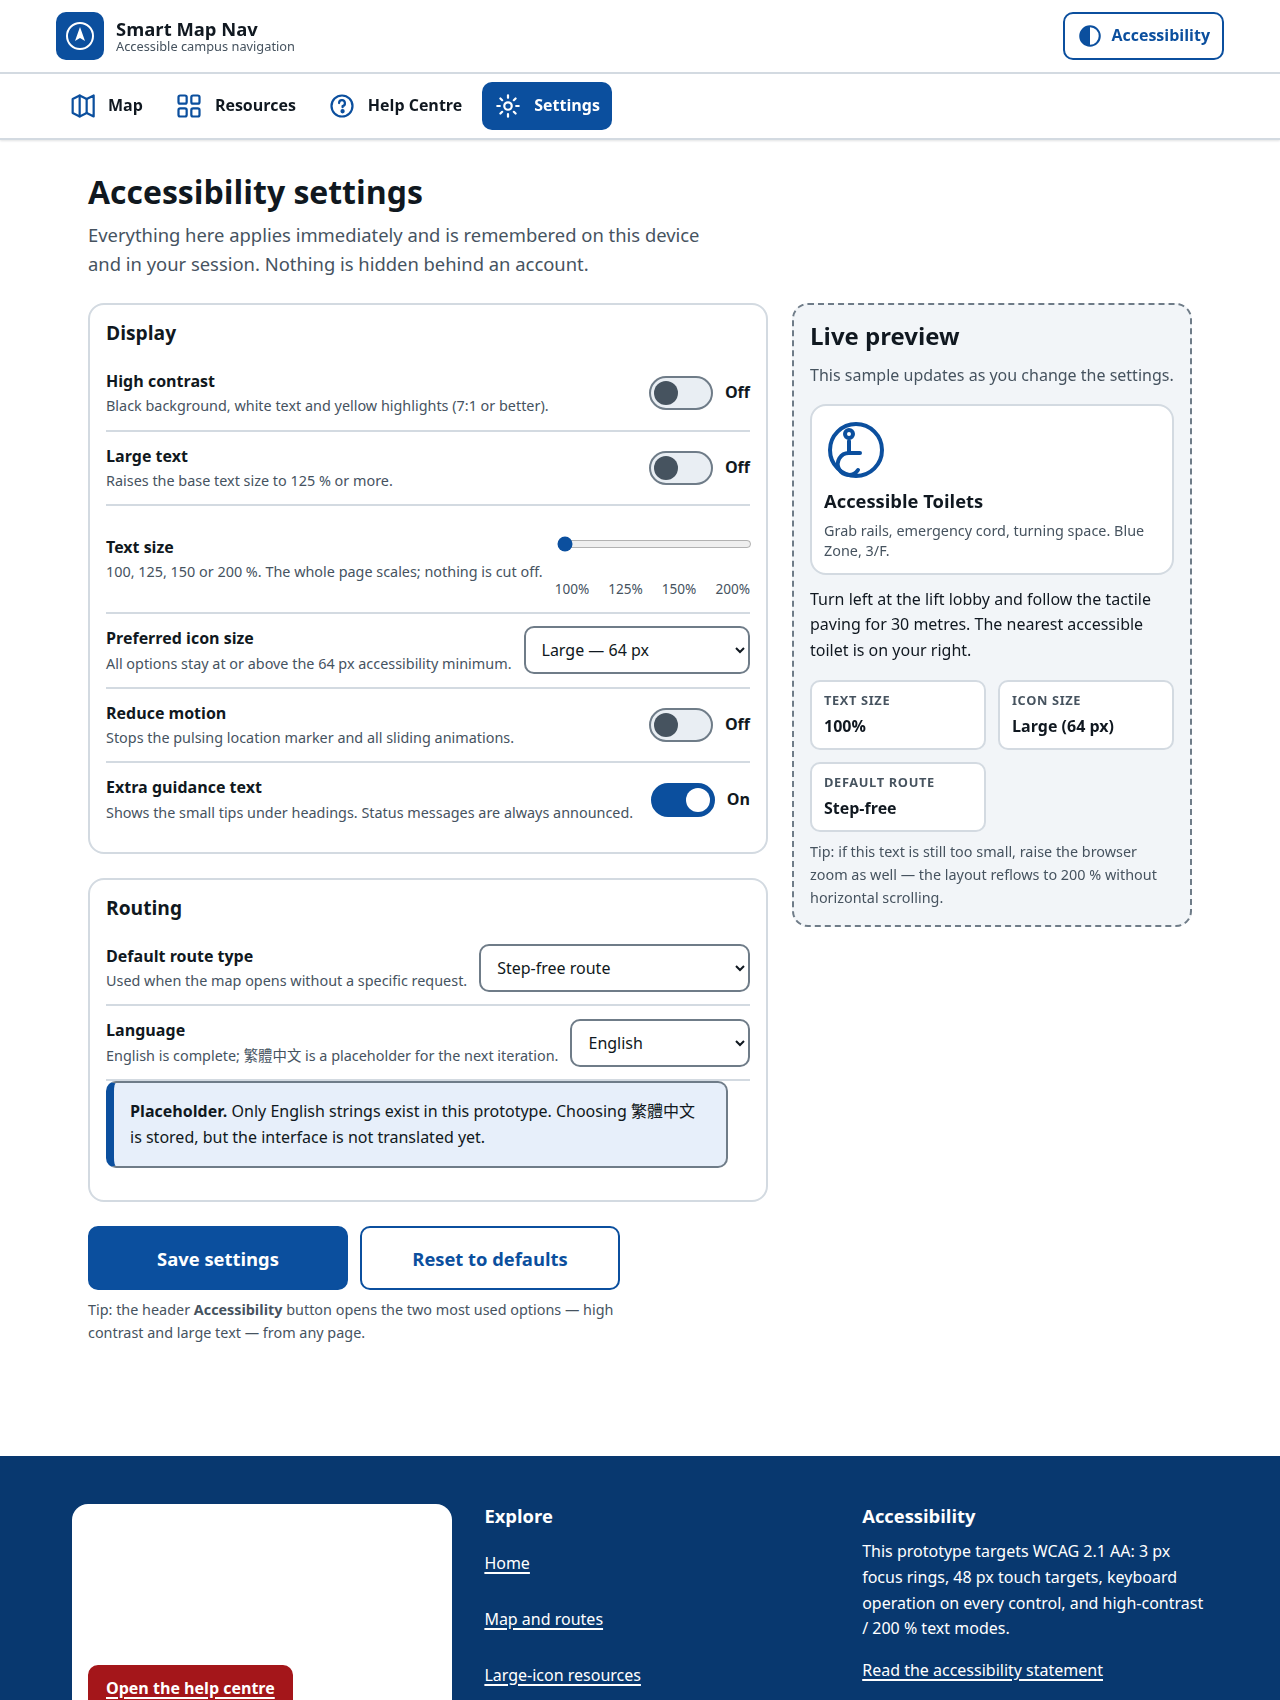 Smart Map Nav
Accessible campus navigation
Accessibility
Map
Resources
Help Centre
Settings
Accessibility settings
Everything here applies immediately and is remembered on this device
and in your session. Nothing is hidden behind an account.
Display
High contrast
Black background, white text and yellow highlights (7:1 or better).
Off
Large text
Raises the base text size to 125 % or more.
Off
Text size
100, 125, 150 or 200 %. The whole page scales; nothing is cut off.
100% 125% 150% 200%
Preferred icon size
All options stay at or above the 64 px accessibility minimum.
Large — 64 px
Reduce motion
Stops the pulsing location marker and all sliding animations.
Off
Extra guidance text
Shows the small tips under headings. Status messages are always announced.
On
Routing
Default route type
Used when the map opens without a specific request.
Step-free route
Language
English is complete; 繁體中文 is a placeholder for the next iteration.
English
Placeholder. Only English strings exist in this prototype. Choosing 繁體中文
is stored, but the interface is not translated yet.
Save settings
Reset to defaults
Tip: the header Accessibility button opens the two most used options — high
contrast and large text — from any page.
Live preview
This sample updates as you change the settings.
Accessible Toilets
Grab rails, emergency cord, turning space. Blue
Zone, 3/F.
Turn left at the lift lobby and follow the tactile
paving for 30 metres. The nearest accessible
toilet is on your right.
TEXT SIZE
100%
ICON SIZE
Large (64 px)
DEFAULT ROUTE
Step-free
Tip: if this text is still too small, raise the browser
zoom as well — the layout reflows to 200 % without
horizontal scrolling.
Open the help centre
Explore
Home
Map and routes
Large-icon resources
Accessibility
This prototype targets WCAG 2.1 AA: 3 px
focus rings, 48 px touch targets, keyboard
operation on every control, and high-contrast
/ 200 % text modes.
Read the accessibility statement